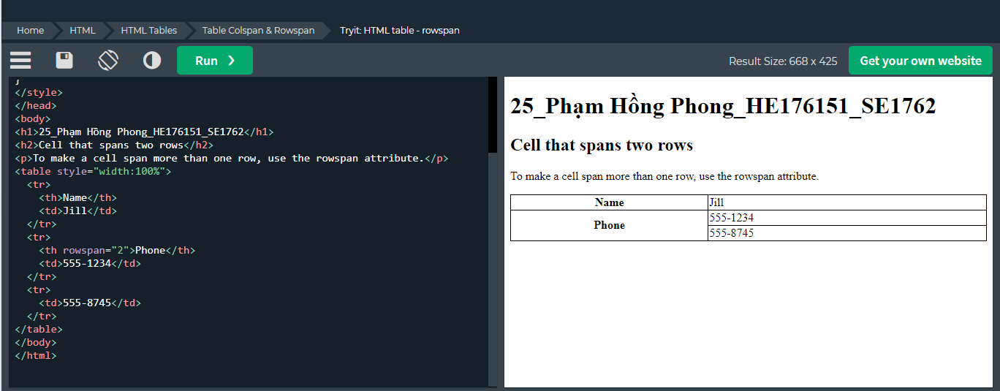 Home HTML HTML Tables Table Colspan & Rowspan Tryit: HTML table - rowspan
Run ❯ Result Size: 668 x 425 Get your own website
}
</style>
</head>
<body>
<h1>25_Phạm Hồng Phong_HE176151_SE1762</h1>
<h2>Cell that spans two rows</h2>
<p>To make a cell span more than one row, use the rowspan attribute.</p>
<table style="width:100%">
  <tr>
    <th>Name</th>
    <td>Jill</td>
  </tr>
  <tr>
    <th rowspan="2">Phone</th>
    <td>555-1234</td>
  </tr>
  <tr>
    <td>555-8745</td>
  </tr>
</table>
</body>
</html>
25_Phạm Hồng Phong_HE176151_SE1762
Cell that spans two rows
To make a cell span more than one row, use the rowspan attribute.
Name Jill
Phone 555-1234
555-8745